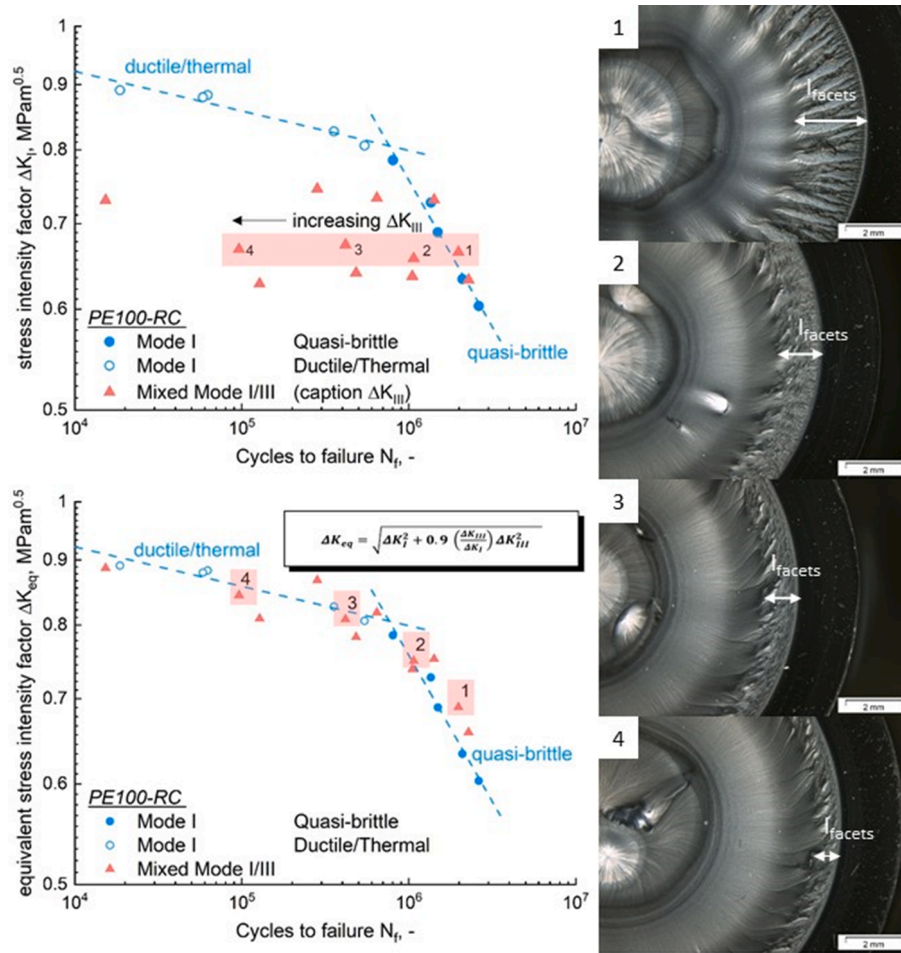 stress intensity factor ΔK_I, MPam^0.5
1
0.9
0.8
0.7
0.6
0.5
ductile/thermal
increasing ΔK_III
4 3 2 1
quasi-brittle
PE100-RC
Mode I Quasi-brittle
Mode I Ductile/Thermal
Mixed Mode I/III (caption ΔK_III)
10^4 10^5 10^6 10^7
Cycles to failure N_f, -
equivalent stress intensity factor ΔK_eq, MPam^0.5
1
0.9
0.8
0.7
0.6
0.5
ductile/thermal
ΔK_eq = √(ΔK_I^2 + 0.9 (ΔK_III/ΔK_I) ΔK_III^2)
4
3
2
1
quasi-brittle
PE100-RC
Mode I Quasi-brittle
Mode I Ductile/Thermal
Mixed Mode I/III
10^4 10^5 10^6 10^7
Cycles to failure N_f, -
1
l_facets
2 mm
2
l_facets
2 mm
3
l_facets
2 mm
4
l_facets
2 mm